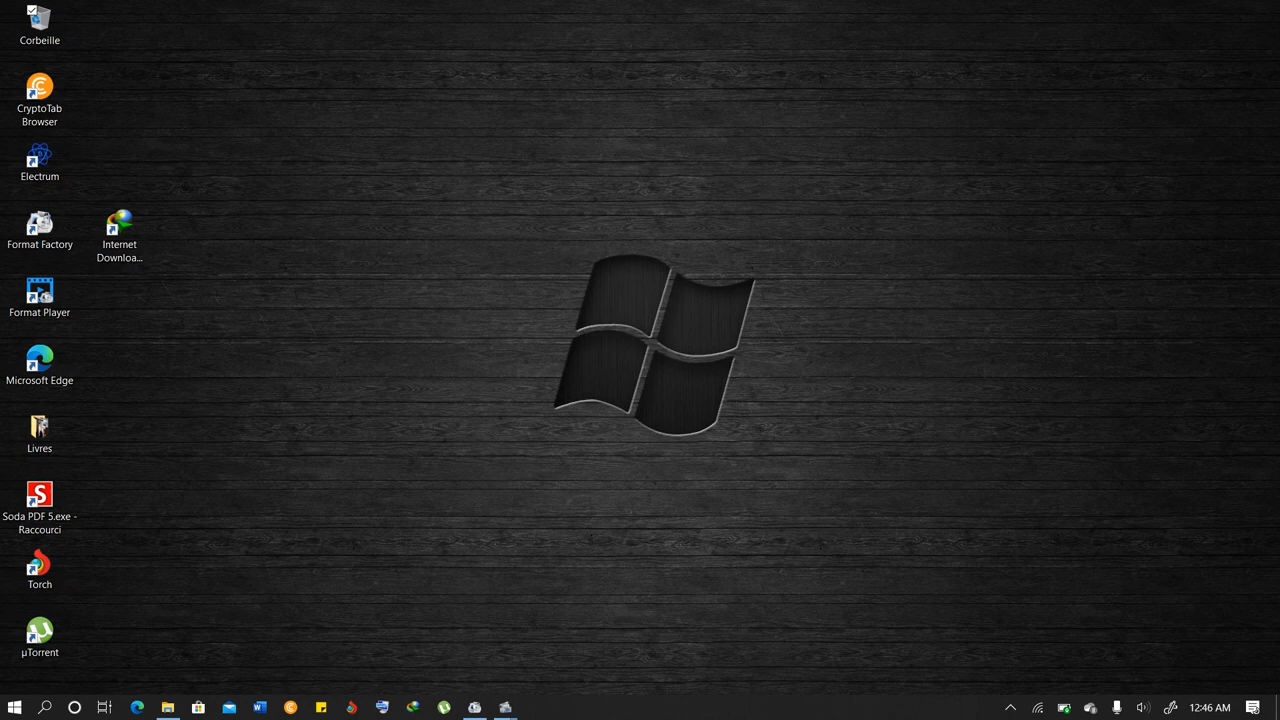 Corbeille
CryptoTab
Browser
Electrum
Format Factory
Internet
Downloa...
Format Player
Microsoft Edge
Livres
S
Soda PDF 5.exe -
Raccourci
Torch
µTorrent
12:46 AM